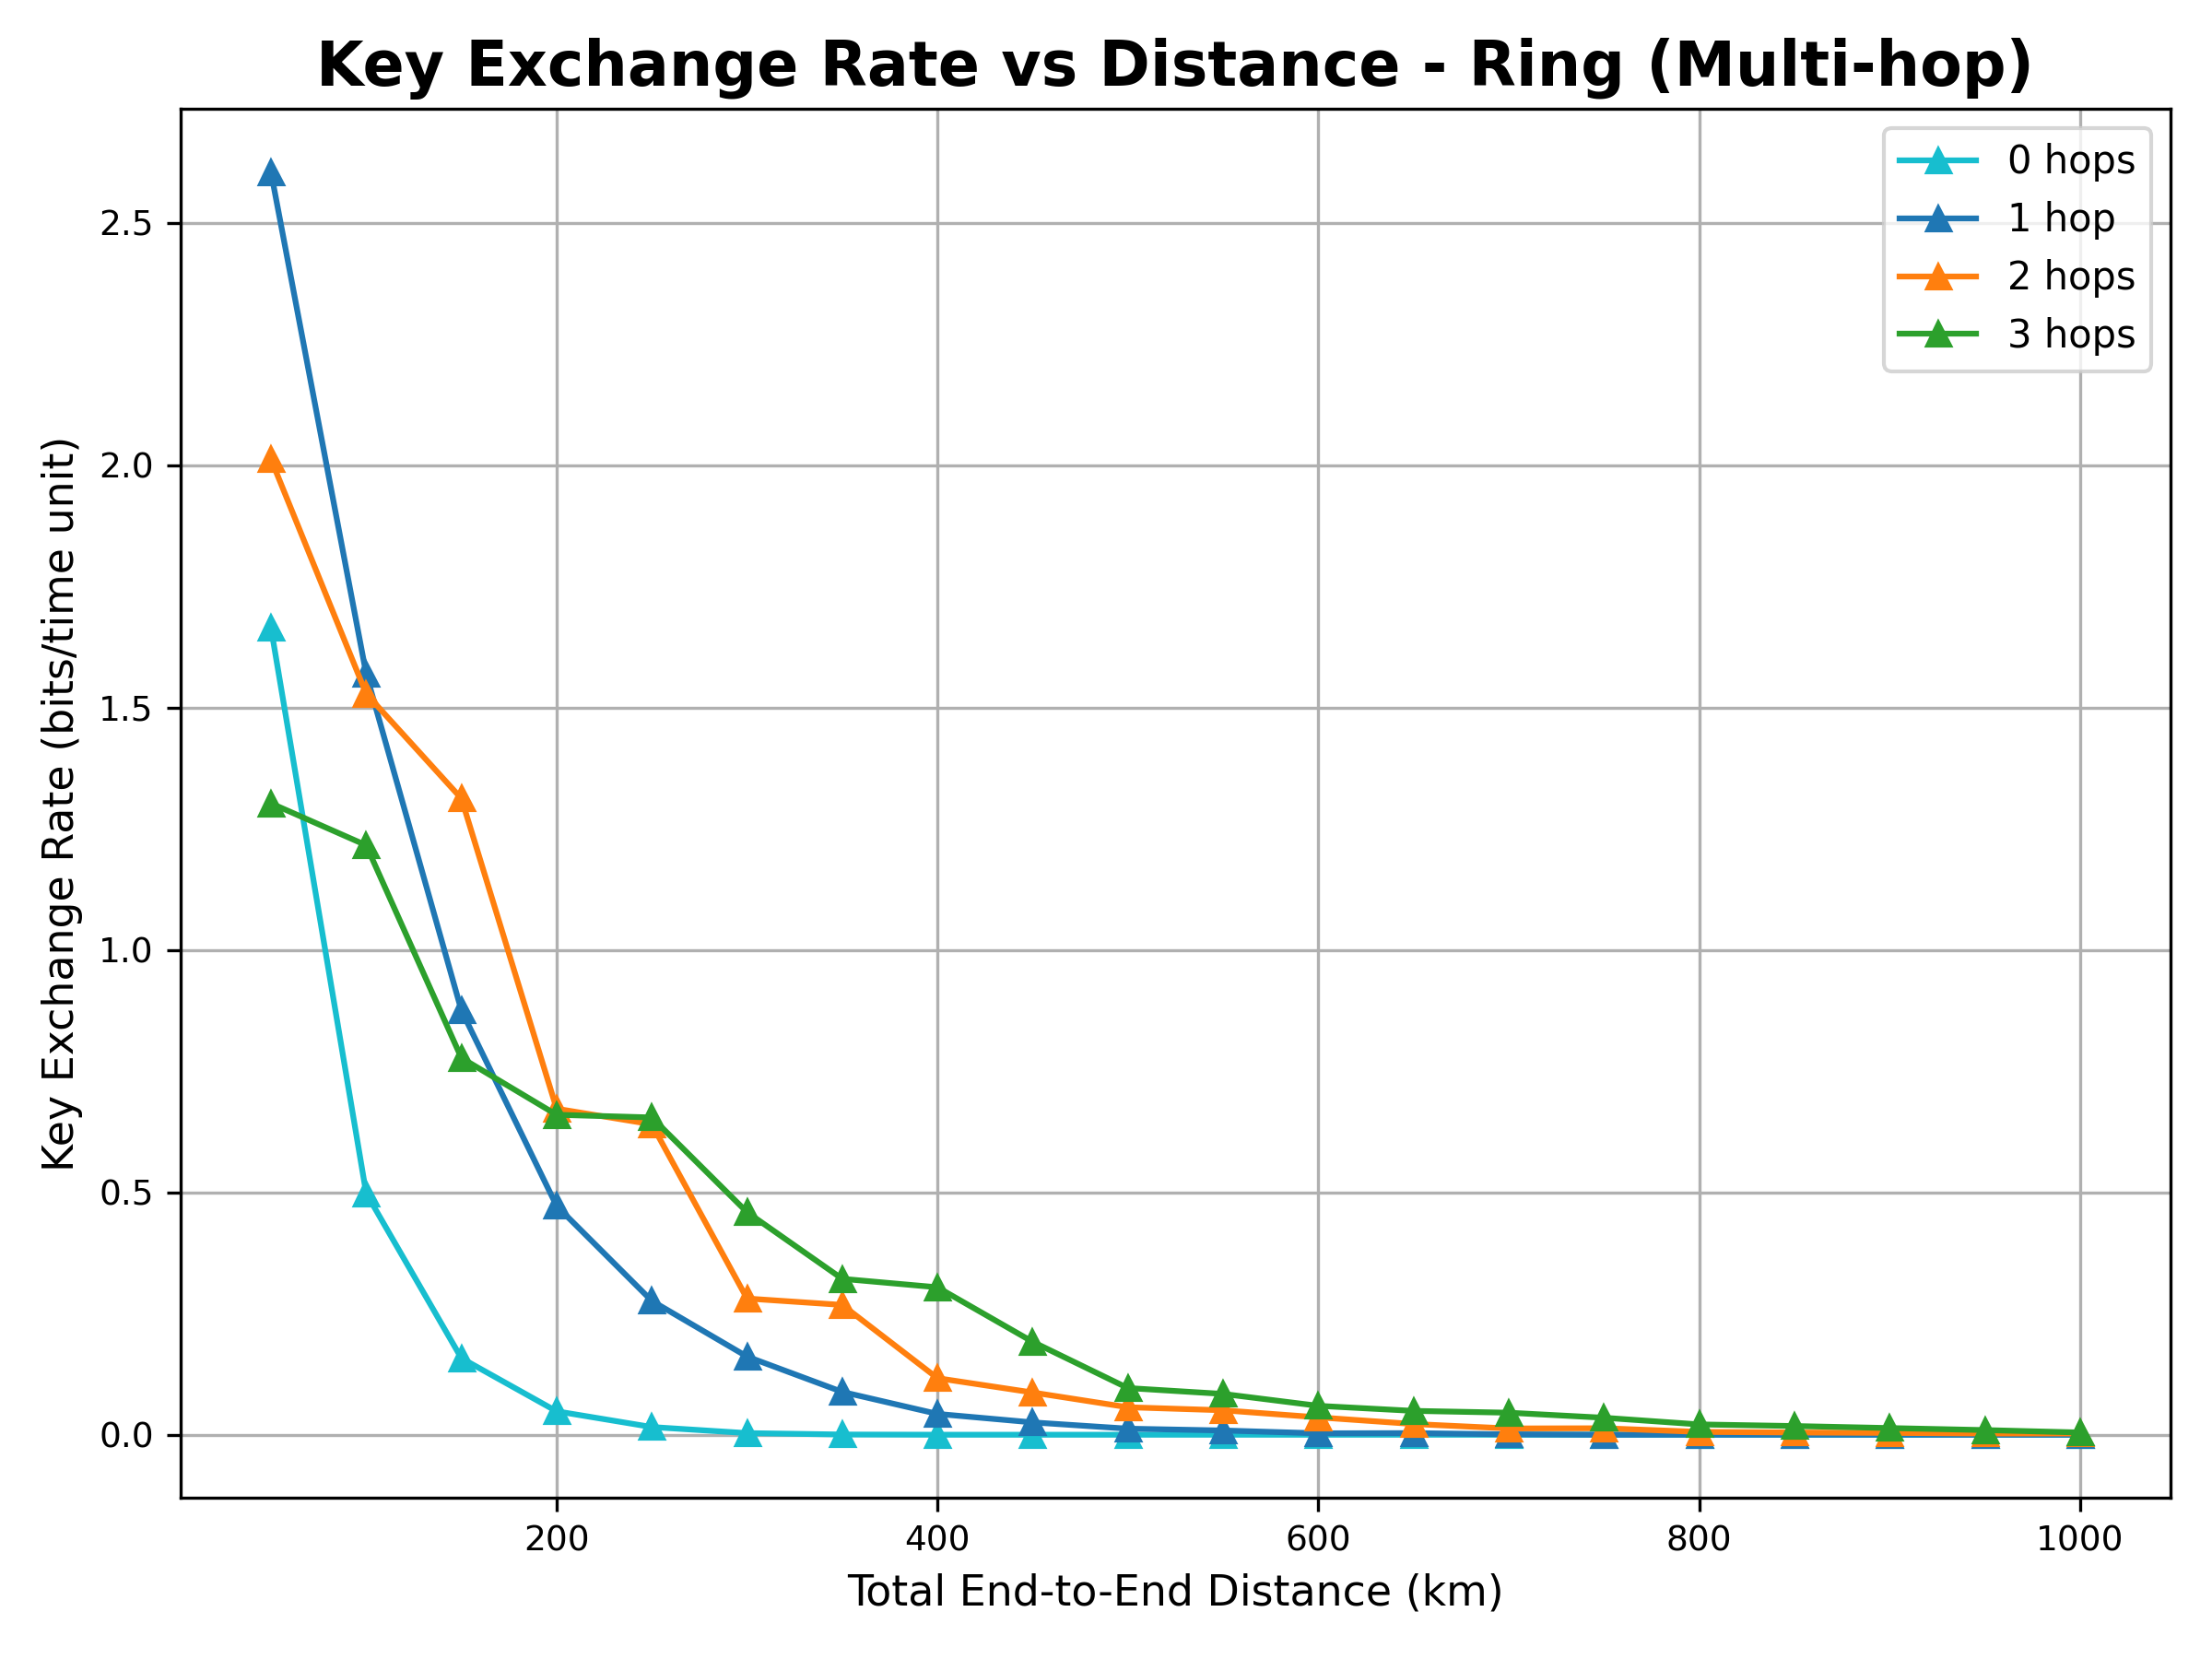 Key Exchange Rate vs Distance - Ring (Multi-hop)
0 hops
1 hop
2 hops
3 hops
Key Exchange Rate (bits/time unit)
2.5
2.0
1.5
1.0
0.5
0.0
200 400 600 800 1000
Total End-to-End Distance (km)